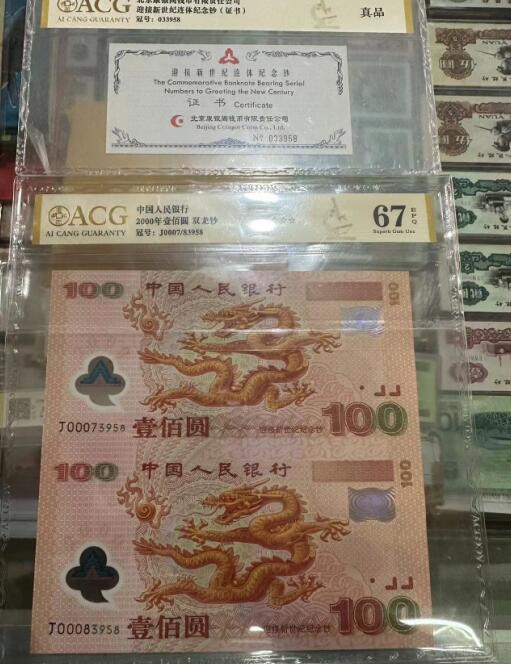 ACG
AI CANG GUARANTY
北京康银阁钱币有限责任公司
迎接新世纪连体纪念钞（证书）
冠号：033958
真品
迎接新世纪连体纪念钞
The Commemorative Banknote Bearing Serial
Numbers to Greeting the New Century
证 书 Certificate
北京康银阁钱币有限责任公司
Beijing Coingot Coins Co., Ltd.
Nº 033958
ACG
AI CANG GUARANTY
中国人民银行
2000年壹佰圆 双龙钞
冠号：J0007/83958
67 EPQ
Superb Gem Unc
100
中国人民银行
100
J00073958
壹佰圆
迎接新世纪纪念钞
100
100
中国人民银行
100
J00083958
壹佰圆
迎接新世纪纪念钞
100